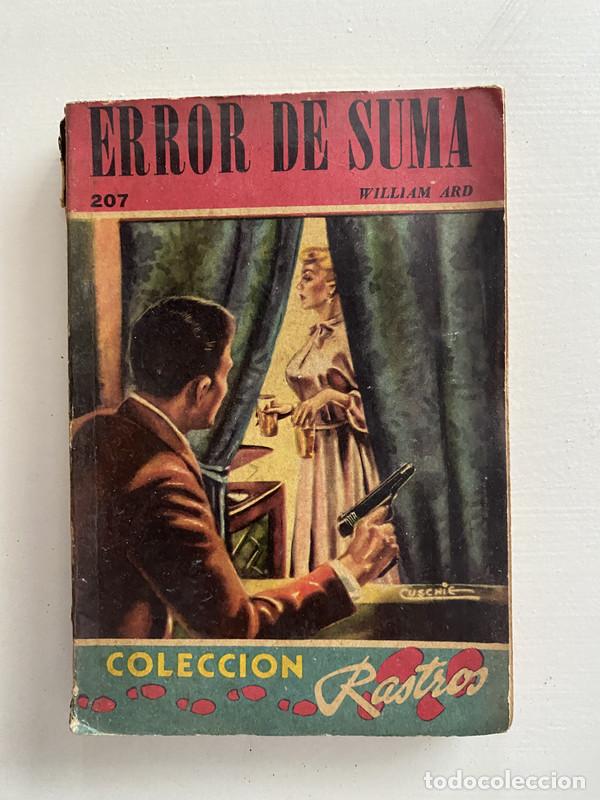 ERROR DE SUMA
207
WILLIAM ARD
CUSCHIE
COLECCION
Rastros
todocoleccion